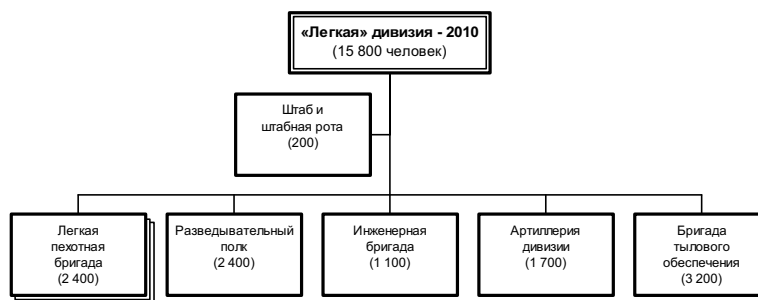 «Легкая» дивизия - 2010
(15 800 человек)
Штаб и
штабная рота
(200)
Легкая
пехотная
бригада
(2 400)
Разведывательный
полк
(2 400)
Инженерная
бригада
(1 100)
Артиллерия
дивизии
(1 700)
Бригада
тылового
обеспечения
(3 200)